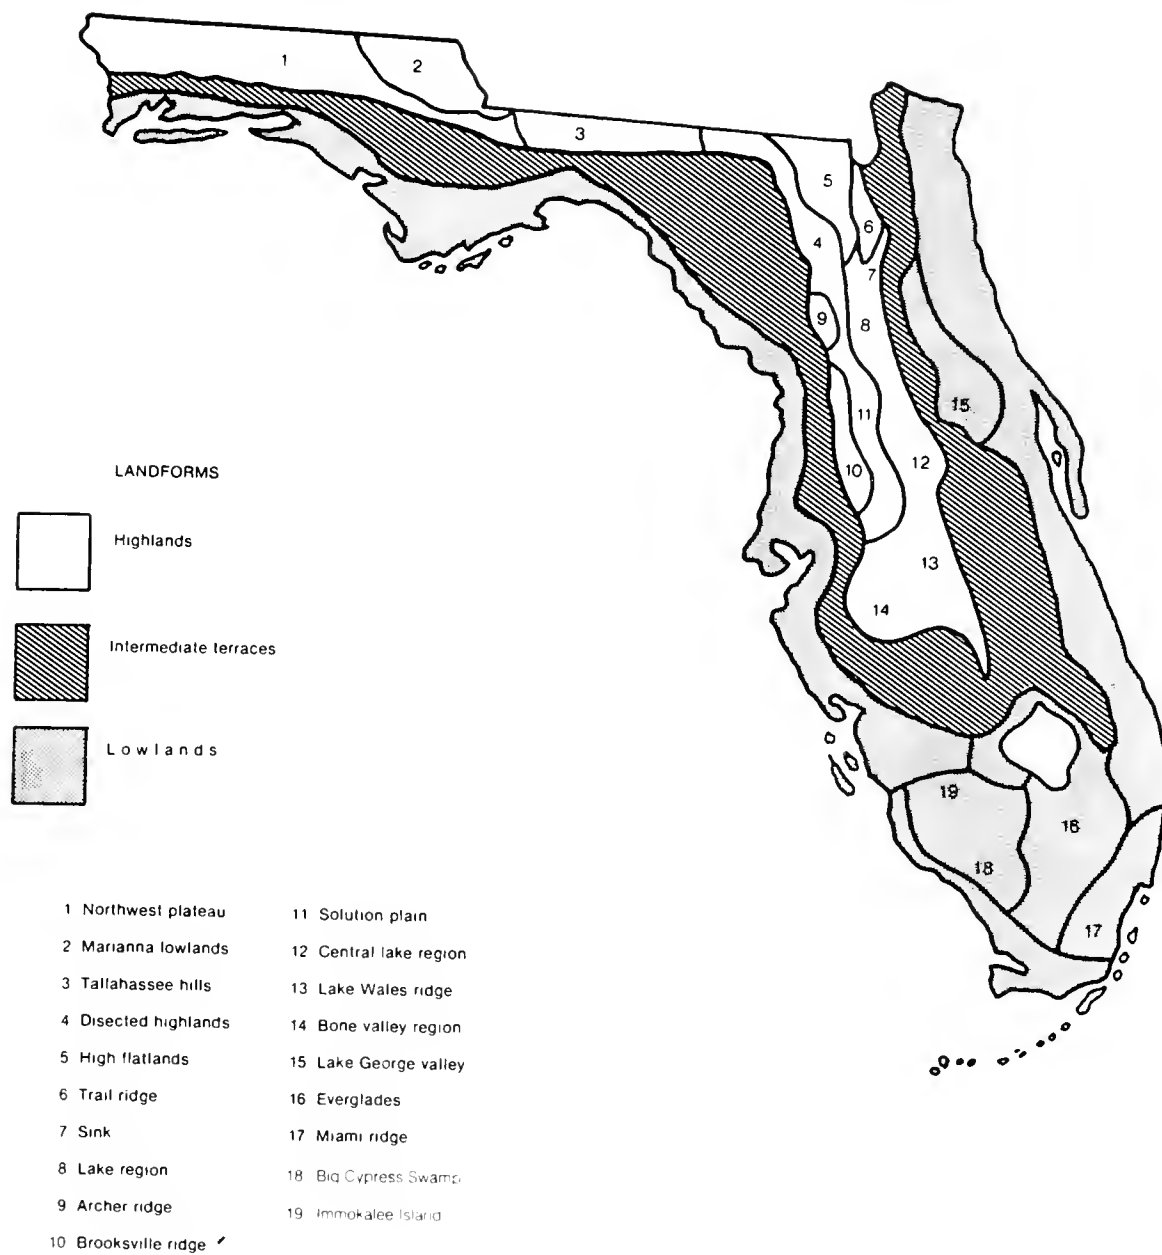 1
2
3
5
6
4
7
9
8
15
11
12
10
13
14
19
16
18
17
LANDFORMS
Highlands
Intermediate terraces
Lowlands
1 Northwest plateau
2 Marianna lowlands
3 Tallahassee hills
4 Disected highlands
5 High flatlands
6 Trail ridge
7 Sink
8 Lake region
9 Archer ridge
10 Brooksville ridge
11 Solution plain
12 Central lake region
13 Lake Wales ridge
14 Bone valley region
15 Lake George valley
16 Everglades
17 Miami ridge
18 Big Cypress Swamp
19 Immokalee Island